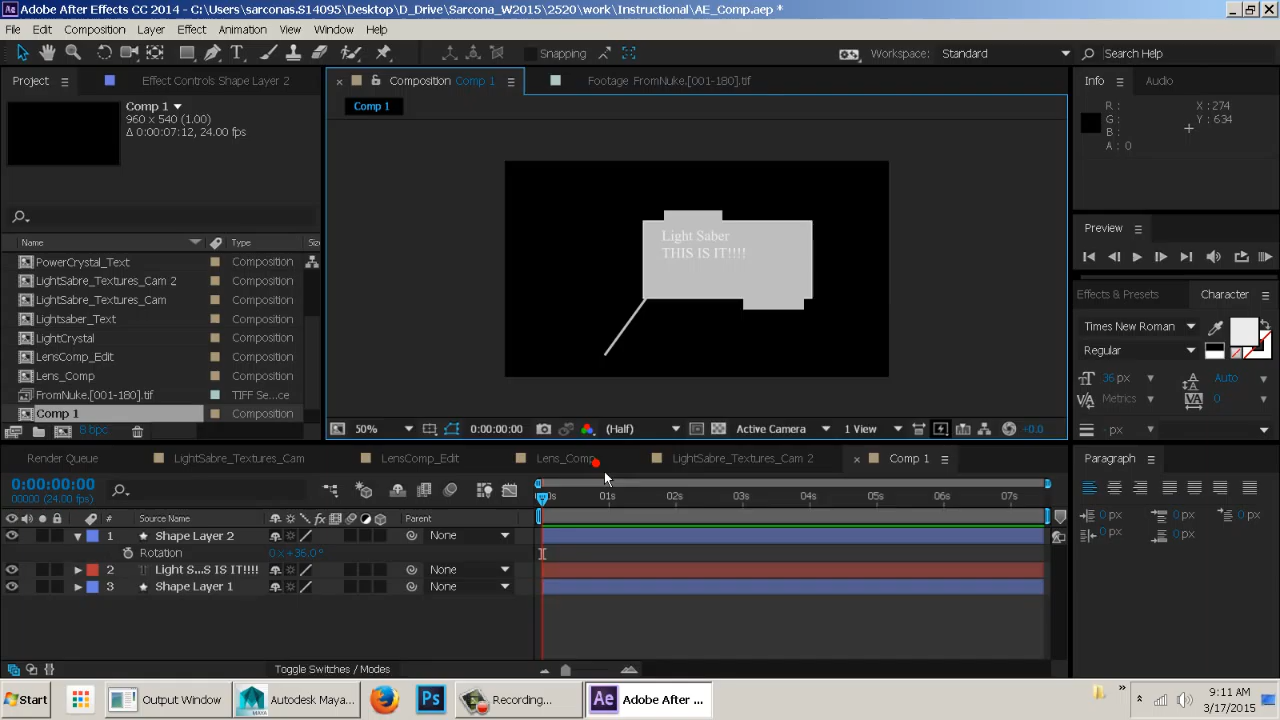 Adobe After Effects CC 2014 - C:\Users\sarconas.S14095\Desktop\D_Drive\Sarcona_W2015\2520\work\Instructional\AE_Comp.aep *
File Edit Composition Layer Effect Animation View Window Help
Snapping Workspace: Standard Search Help
Project Effect Controls Shape Layer 2
Composition Comp 1
Footage FromNuke.[001-180].tif
Info Audio
Comp 1
960 x 540 (1.00)
Δ 0:00:07:12, 24.00 fps
Comp 1
R :
G :
B :
A : 0
X : 274
Y : 634
Light Saber
THIS IS IT!!!!
Name Type Size
PowerCrystal_Text Composition
LightSabre_Textures_Cam 2 Composition
LightSabre_Textures_Cam Composition
Lightsaber_Text Composition
LightCrystal Composition
LensComp_Edit Composition
Lens_Comp Composition
FromNuke.[001-180].tif TIFF Se...ce
Comp 1 Composition
8 bpc
50% 0:00:00:00 (Half) Active Camera 1 View +0.0
Preview
Effects & Presets Character
Times New Roman
Regular
36 px Auto
Metrics 0
- px
Paragraph
0 px 0 px 0 px
0 px 0 px
Render Queue LightSabre_Textures_Cam LensComp_Edit Lens_Comp LightSabre_Textures_Cam 2 Comp 1
0:00:00:00
00000 (24.00 fps)
0s 01s 02s 03s 04s 05s 06s 07s
# Source Name Parent
1 Shape Layer 2 None
Rotation 0 x +36.0°
2 Light S...S IS IT!!!! None
3 Shape Layer 1 None
Toggle Switches / Modes
Start Output Window Autodesk Maya... Ps Recording... Ae Adobe After ...
9:11 AM
3/17/2015